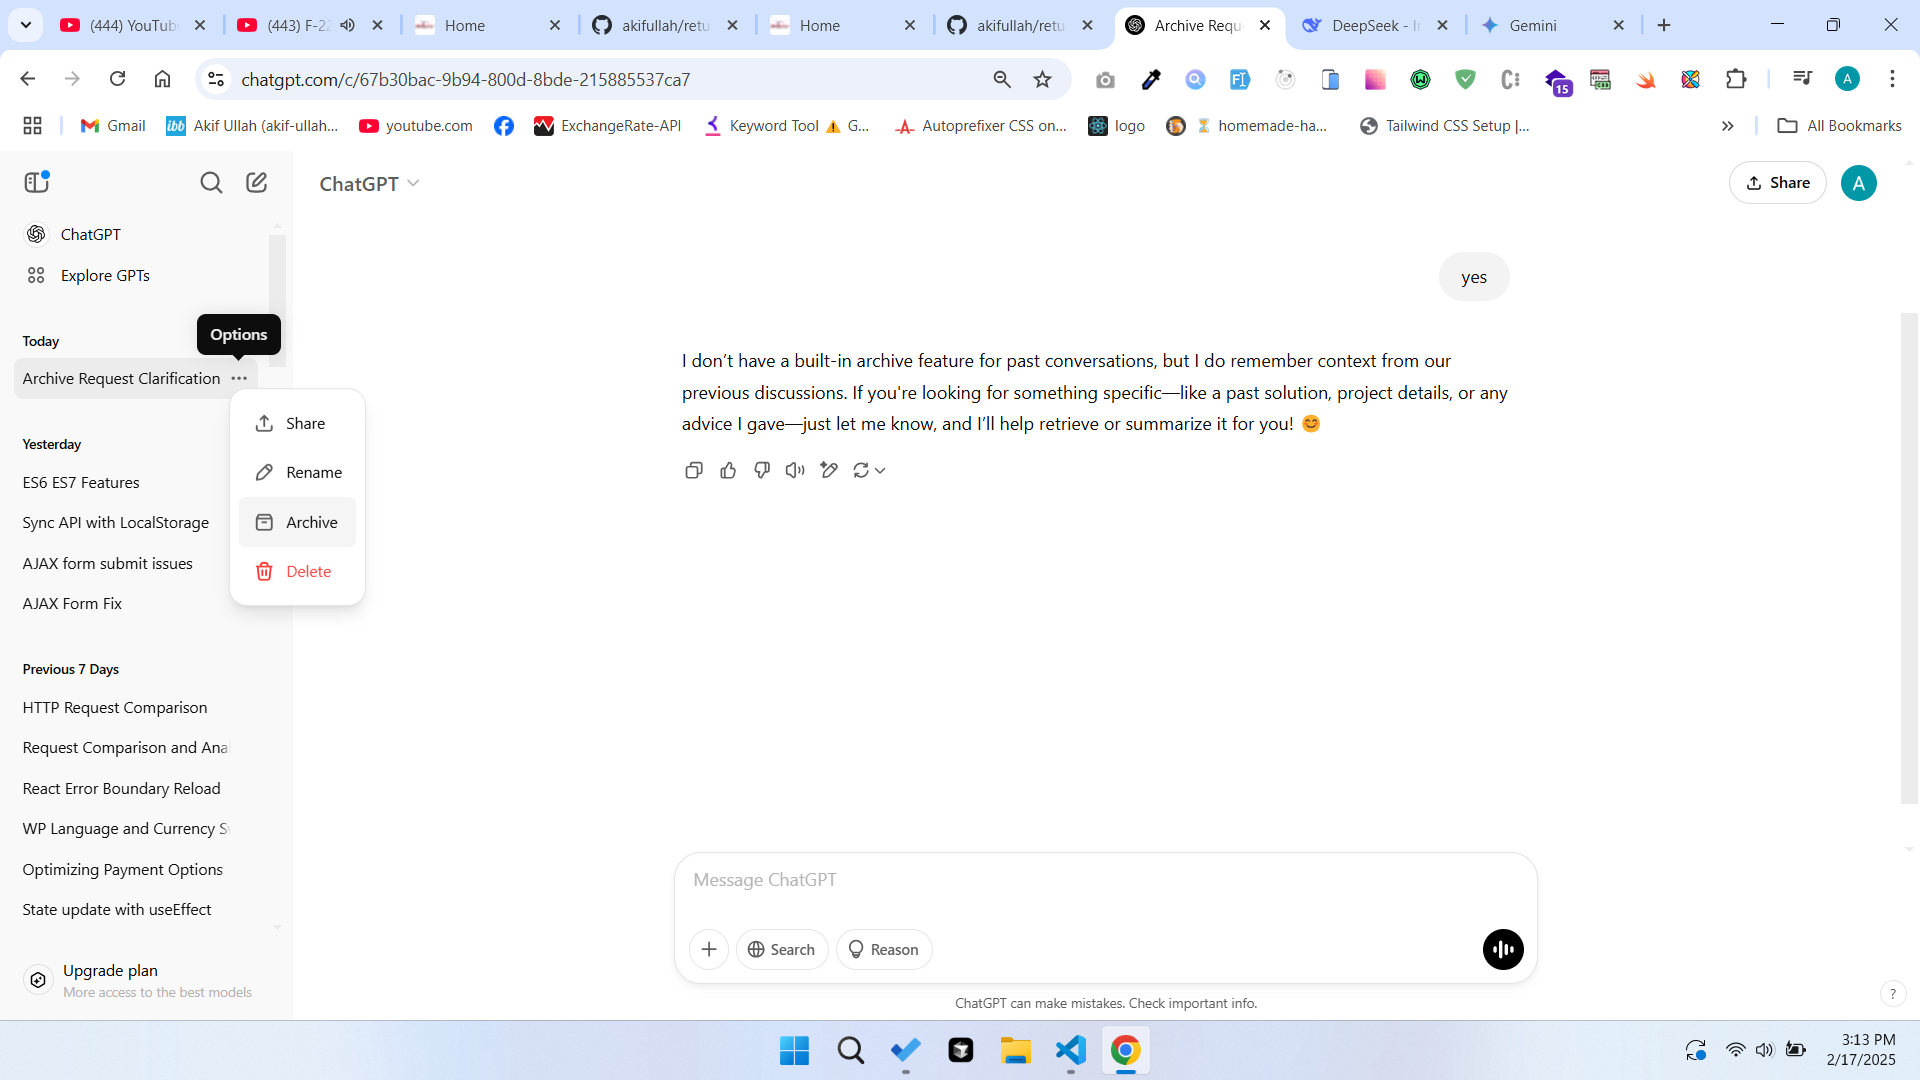 (444) YouTub
(443) F-22
Home
akifullah/retu
Home
akifullah/retu
Archive Requ
DeepSeek - I
Gemini
chatgpt.com/c/67b30bac-9b94-800d-8bde-215885537ca7
15
A
Gmail
ibb
Akif Ullah (akif-ullah...
youtube.com
ExchangeRate-API
Keyword Tool ⚠ G...
Autoprefixer CSS on...
logo
homemade-ha...
Tailwind CSS Setup |...
All Bookmarks
ChatGPT
Share
A
ChatGPT
Explore GPTs
Options
Today
Archive Request Clarification
Share
Rename
Archive
Delete
Yesterday
ES6 ES7 Features
Sync API with LocalStorage
AJAX form submit issues
AJAX Form Fix
Previous 7 Days
HTTP Request Comparison
Request Comparison and Anal
React Error Boundary Reload
WP Language and Currency Sw
Optimizing Payment Options
State update with useEffect
Upgrade plan
More access to the best models
yes
I don’t have a built-in archive feature for past conversations, but I do remember context from our
previous discussions. If you're looking for something specific—like a past solution, project details, or any
advice I gave—just let me know, and I’ll help retrieve or summarize it for you! 😊
Message ChatGPT
Search
Reason
ChatGPT can make mistakes. Check important info.
?
3:13 PM
2/17/2025